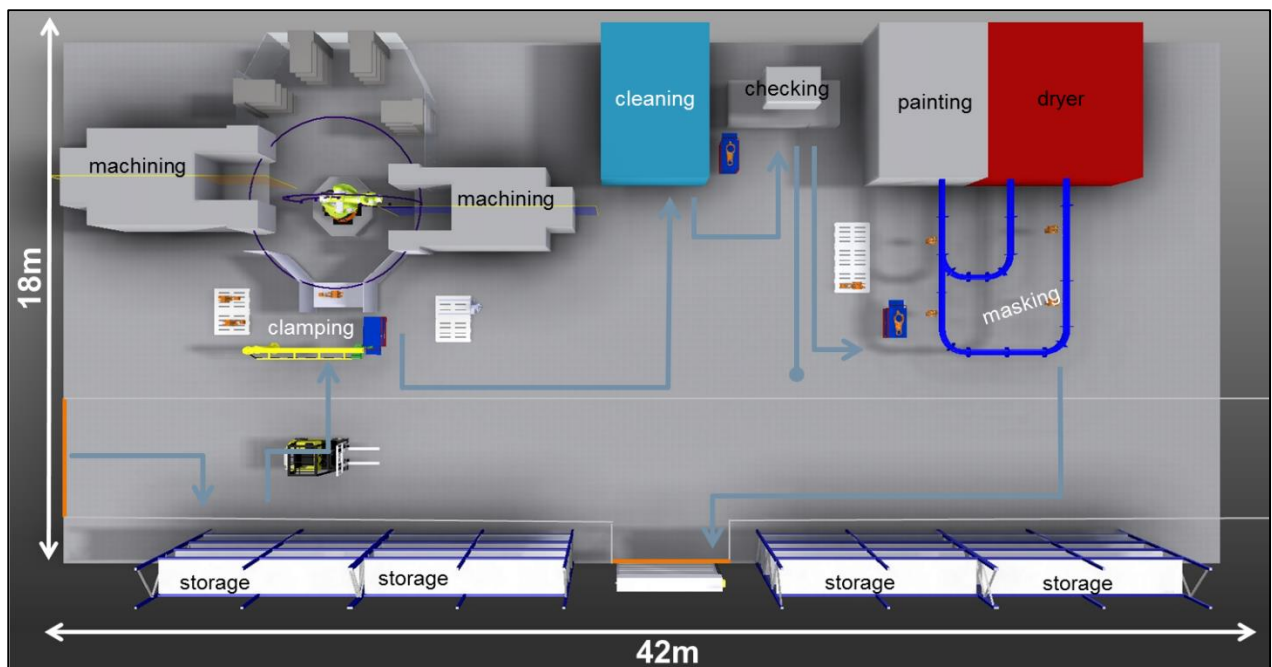 18m
machining
machining
clamping
cleaning
checking
painting
dryer
masking
storage
storage
storage
storage
42m